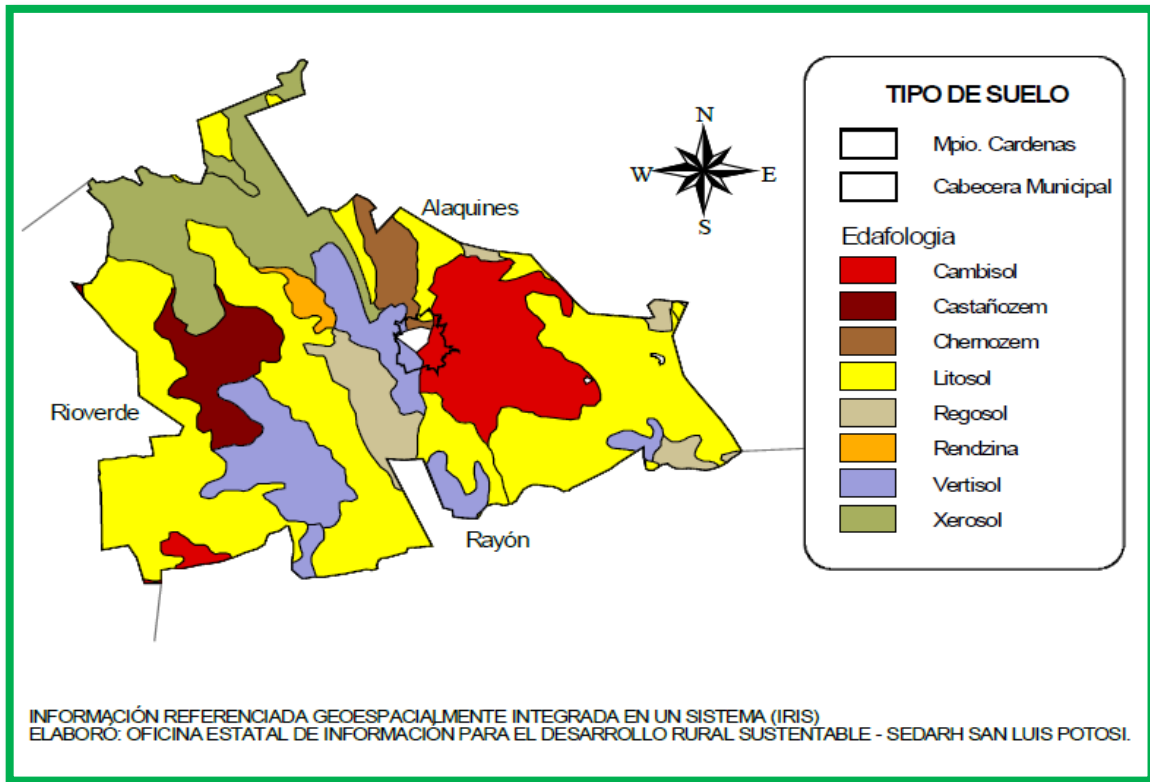 TIPO DE SUELO
Mpio. Cardenas
Cabecera Municipal
Edafologia
Cambisol
Castañozem
Chernozem
Litosol
Regosol
Rendzina
Vertisol
Xerosol
N
W
E
S
Alaquines
Rioverde
Rayón
INFORMACIÓN REFERENCIADA GEOESPACIALMENTE INTEGRADA EN UN SISTEMA (IRIS)
ELABORÓ: OFICINA ESTATAL DE INFORMACIÓN PARA EL DESARROLLO RURAL SUSTENTABLE - SEDARH SAN LUIS POTOSI.